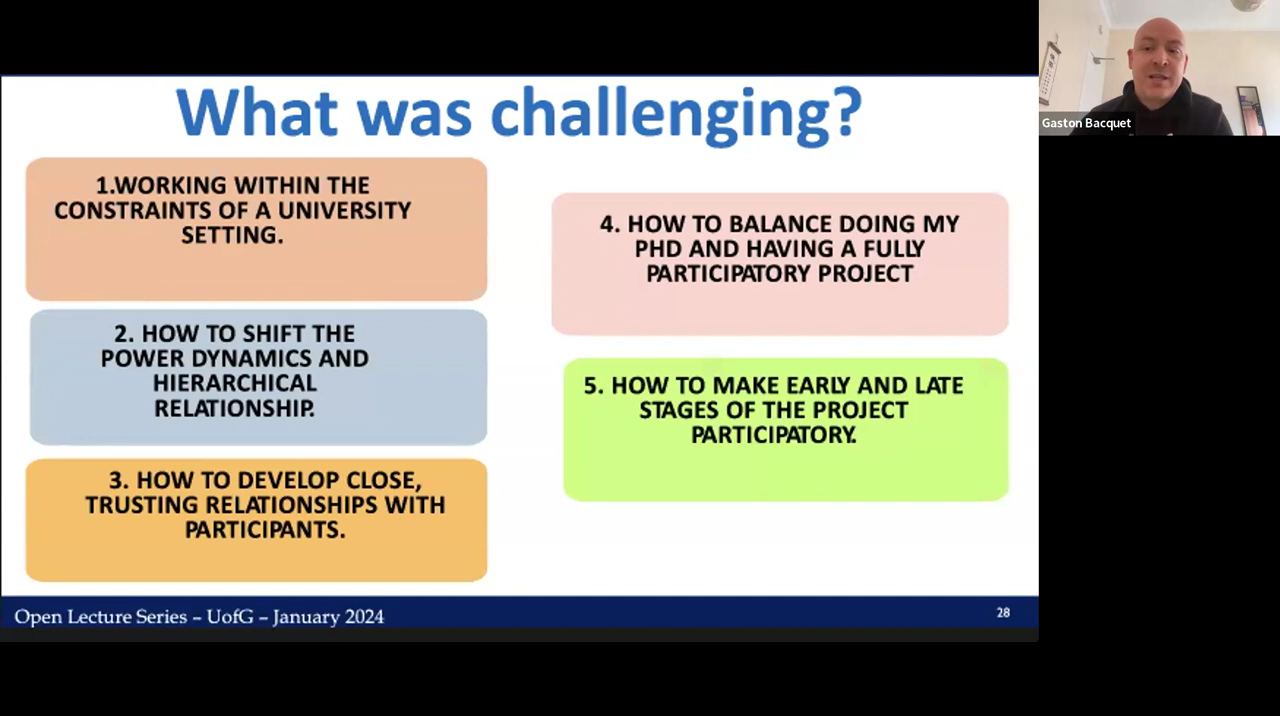 What was challenging?
1.WORKING WITHIN THE
CONSTRAINTS OF A UNIVERSITY
SETTING.
2. HOW TO SHIFT THE
POWER DYNAMICS AND
HIERARCHICAL
RELATIONSHIP.
3. HOW TO DEVELOP CLOSE,
TRUSTING RELATIONSHIPS WITH
PARTICIPANTS.
4. HOW TO BALANCE DOING MY
PHD AND HAVING A FULLY
PARTICIPATORY PROJECT
5. HOW TO MAKE EARLY AND LATE
STAGES OF THE PROJECT
PARTICIPATORY.
Open Lecture Series – UofG – January 2024
28
Gaston Bacquet